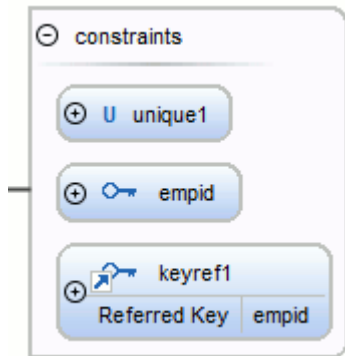 constraints
U unique1
empid
keyref1
Referred Key empid